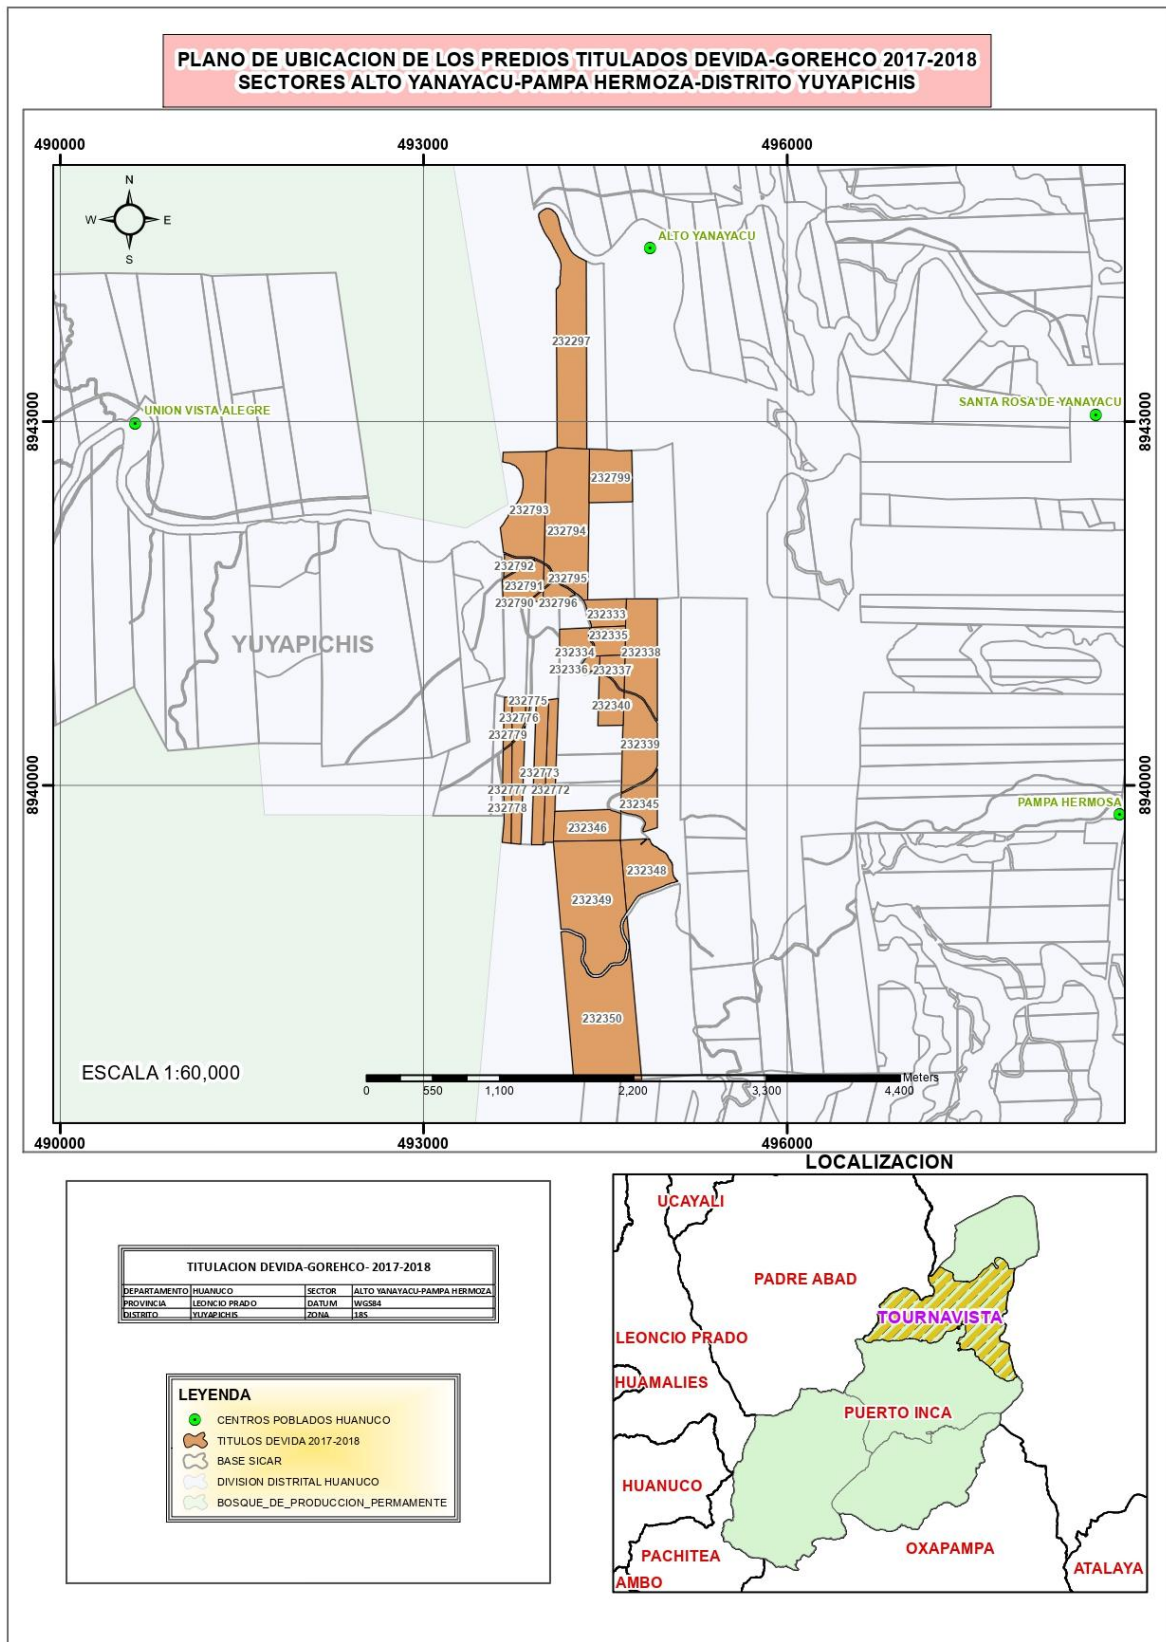 PLANO DE UBICACION DE LOS PREDIOS TITULADOS DEVIDA-GOREHCO 2017-2018
SECTORES ALTO YANAYACU-PAMPA HERMOZA-DISTRITO YUYAPICHIS
490000 493000 496000
N
W E
S
ALTO YANAYACU
232297
UNION VISTA ALEGRE
SANTA ROSA DE YANAYACU
8943000 8943000
232799
232793
232794
232792
232795
232791
232790 232796
232333
232335
YUYAPICHIS
232334 232338
232336 232337
232775
232340
232776
232779
232339
232773
8940000 8940000
232777 232772
232345
PAMPA HERMOSA
232778
232346
232348
232349
232350
ESCALA 1:60,000
Meters
0 550 1,100 2,200 3,300 4,400
490000 493000 496000
LOCALIZACION
TITULACION DEVIDA-GOREHCO- 2017-2018
DEPARTAMENTO HUANUCO SECTOR ALTO YANAYACU-PAMPA HERMOZA
PROVINCIA LEONCIO PRADO DATUM WGS84
DISTRITO YUYAPICHIS ZONA 18S
LEYENDA
CENTROS POBLADOS HUANUCO
TITULOS DEVIDA 2017-2018
BASE SICAR
DIVISION DISTRITAL HUANUCO
BOSQUE_DE_PRODUCCION_PERMAMENTE
UCAYALI
PADRE ABAD
TOURNAVISTA
LEONCIO PRADO
HUAMALIES
PUERTO INCA
HUANUCO
OXAPAMPA
PACHITEA
ATALAYA
AMBO